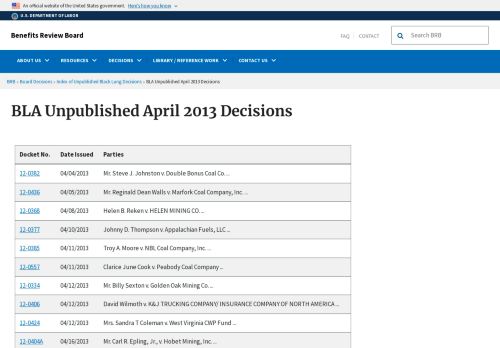 An official website of the United States government. Here's how you know
U.S. DEPARTMENT OF LABOR
Benefits Review Board
FAQ CONTACT
Search BRB
ABOUT US RESOURCES DECISIONS LIBRARY / REFERENCE WORK CONTACT US
BRB » Board Decisions » Index of Unpublished Black Lung Decisions » BLA Unpublished April 2013 Decisions
BLA Unpublished April 2013 Decisions
Docket No. Date Issued Parties
12-0382 04/04/2013 Mr. Steve J. Johnston v. Double Bonus Coal Co. ...
12-0436 04/05/2013 Mr. Reginald Dean Walls v. Marfork Coal Company, Inc. ...
12-0368 04/08/2013 Helen B. Reken v. HELEN MINING CO. ...
12-0377 04/10/2013 Johnny D. Thompson v. Appalachian Fuels, LLC ...
12-0385 04/11/2013 Troy A. Moore v. NBL Coal Company, Inc. ...
12-0557 04/11/2013 Clarice June Cook v. Peabody Coal Company ...
12-0334 04/12/2013 Mr. Billy Sexton v. Golden Oak Mining Co. ...
12-0406 04/12/2013 David Wilmoth v. K&J TRUCKING COMPANY/ INSURANCE COMPANY OF NORTH AMERICA ...
12-0424 04/12/2013 Mrs. Sandra T Coleman v. West Virginia CWP Fund ...
12-0404A 04/16/2013 Mr. Carl R. Epling, Jr., v. Hobet Mining, Inc. ...